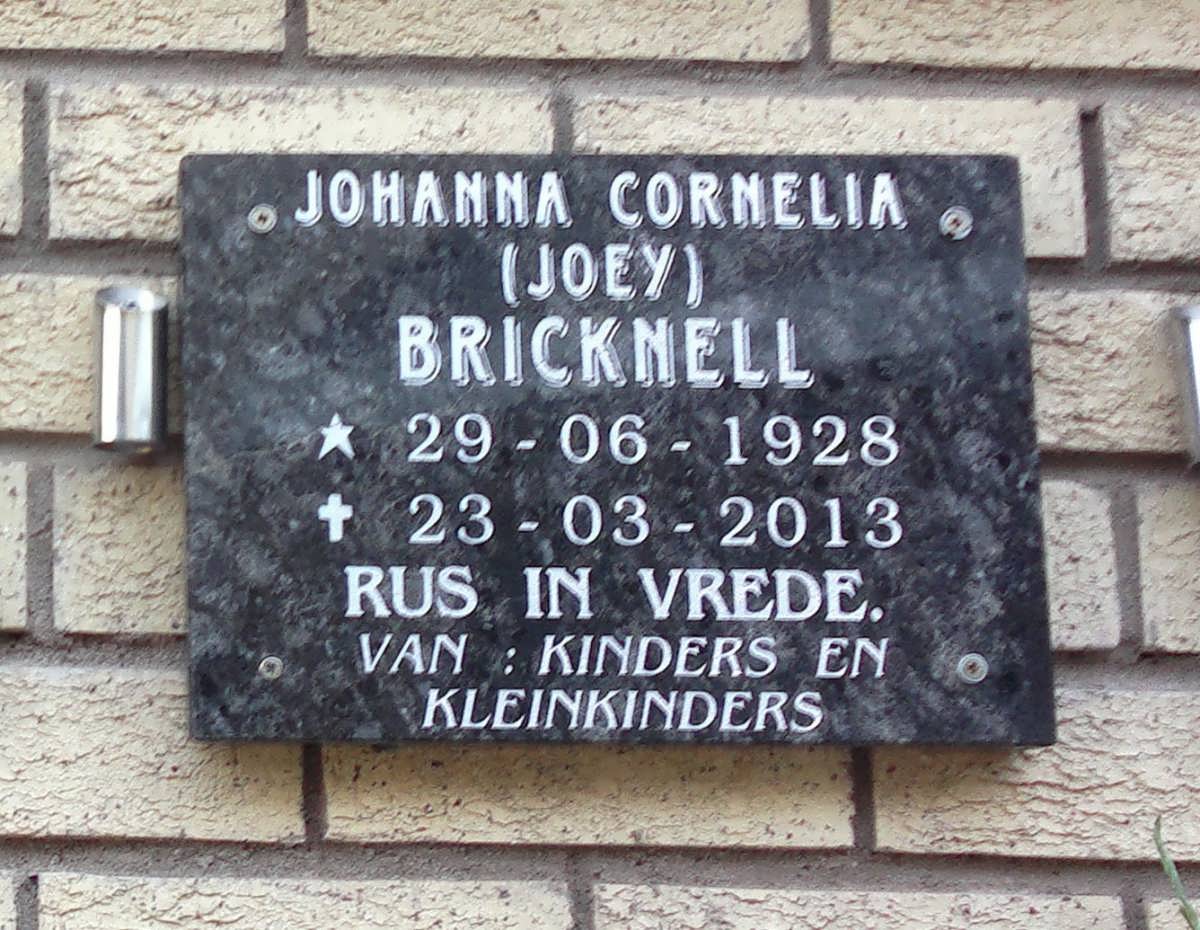 JOHANNA CORNELIA
(JOEY)
BRICKNELL
★ 29 - 06 - 1928
✝ 23 - 03 - 2013
RUS IN VREDE.
VAN : KINDERS EN
KLEINKINDERS